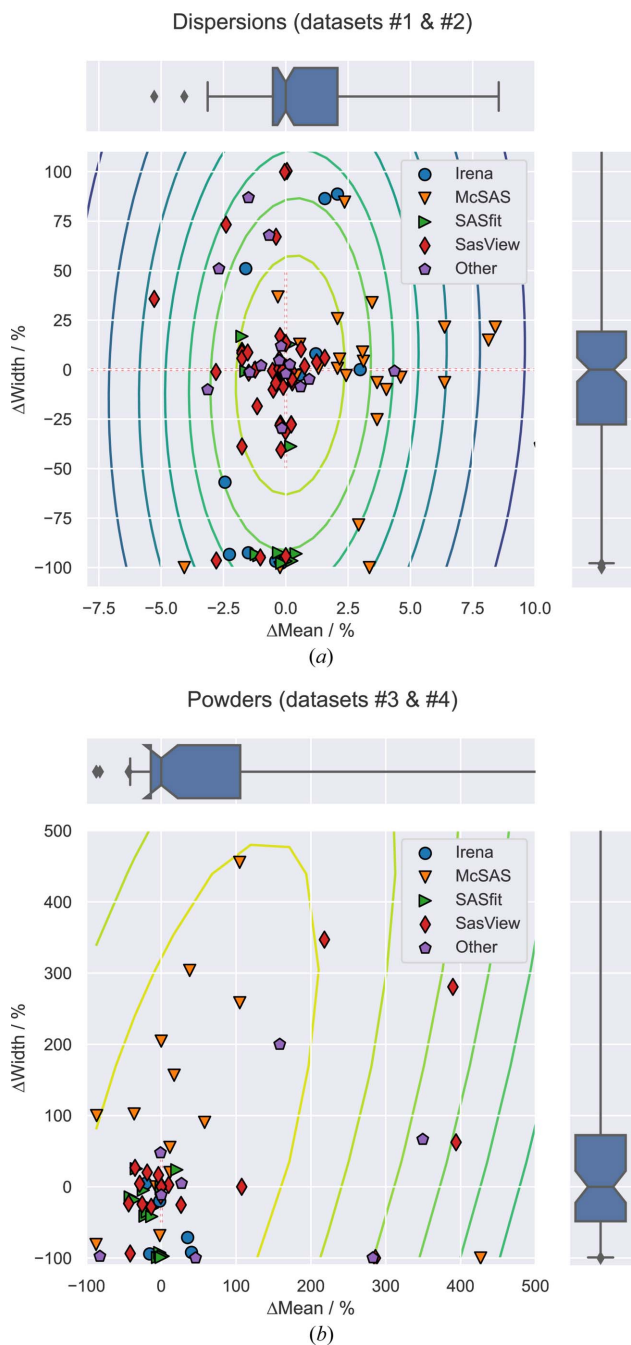 Dispersions (datasets #1 & #2)
100
75
50
25
0
−25
−50
−75
−100
ΔWidth / %
Irena
McSAS
SASfit
SasView
Other
−7.5
−5.0
−2.5
0.0
2.5
5.0
7.5
10.0
ΔMean / %
(a)
Powders (datasets #3 & #4)
500
400
300
200
100
0
−100
ΔWidth / %
Irena
McSAS
SASfit
SasView
Other
−100
0
100
200
300
400
500
ΔMean / %
(b)